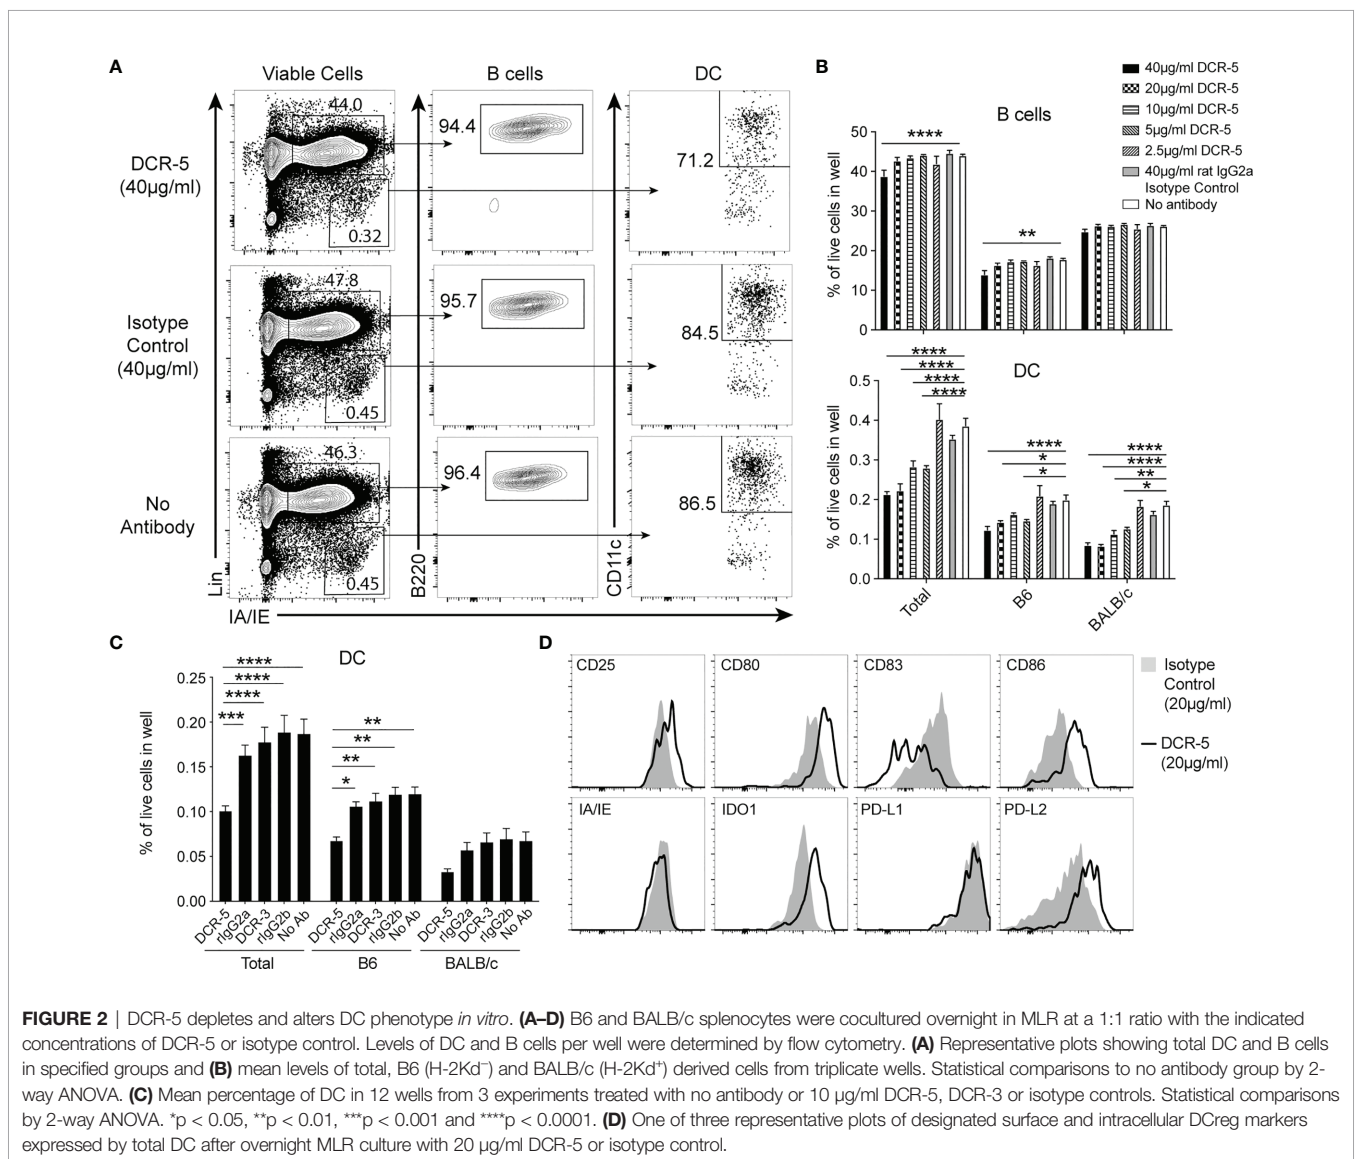 A
Viable Cells
B cells
DC
DCR-5
(40µg/ml)
44.0
0.32
94.4
71.2
Isotype
Control
(40µg/ml)
47.8
0.45
95.7
84.5
No
Antibody
46.3
0.45
96.4
86.5
Lin
B220
CD11c
IA/IE
B
40µg/ml DCR-5
20µg/ml DCR-5
10µg/ml DCR-5
5µg/ml DCR-5
2.5µg/ml DCR-5
40µg/ml rat IgG2a
Isotype Control
No antibody
B cells
% of live cells in well
50
40
30
20
10
0
****
**
DC
% of live cells in well
0.5
0.4
0.3
0.2
0.1
0.0
****
****
****
****
****
*
*
****
****
**
*
Total
B6
BALB/c
C
DC
% of live cells in well
0.25
0.20
0.15
0.10
0.05
0.00
****
****
****
***
**
**
**
*
DCR-5
rIgG2a
DCR-3
rIgG2b
No Ab
DCR-5
rIgG2a
DCR-3
rIgG2b
No Ab
DCR-5
rIgG2a
DCR-3
rIgG2b
No Ab
Total
B6
BALB/c
D
CD25
CD80
CD83
CD86
IA/IE
IDO1
PD-L1
PD-L2
Isotype
Control
(20µg/ml)
DCR-5
(20µg/ml)
FIGURE 2 | DCR-5 depletes and alters DC phenotype in vitro. (A–D) B6 and BALB/c splenocytes were cocultured overnight in MLR at a 1:1 ratio with the indicated
concentrations of DCR-5 or isotype control. Levels of DC and B cells per well were determined by flow cytometry. (A) Representative plots showing total DC and B cells
in specified groups and (B) mean levels of total, B6 (H-2Kd⁻) and BALB/c (H-2Kd⁺) derived cells from triplicate wells. Statistical comparisons to no antibody group by 2-
way ANOVA. (C) Mean percentage of DC in 12 wells from 3 experiments treated with no antibody or 10 µg/ml DCR-5, DCR-3 or isotype controls. Statistical comparisons
by 2-way ANOVA. *p < 0.05, **p < 0.01, ***p < 0.001 and ****p < 0.0001. (D) One of three representative plots of designated surface and intracellular DCreg markers
expressed by total DC after overnight MLR culture with 20 µg/ml DCR-5 or isotype control.